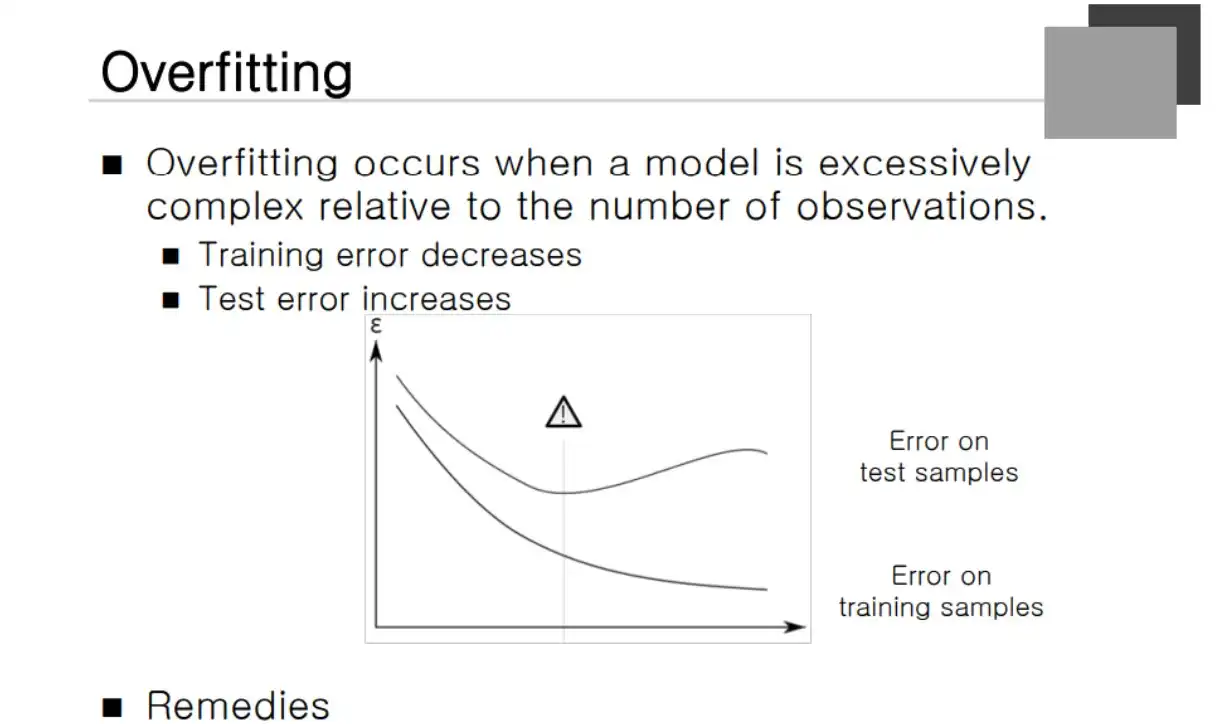 Overfitting
■ Overfitting occurs when a model is excessively
complex relative to the number of observations.
■ Training error decreases
■ Test error increases
ε
!
Error on
test samples
Error on
training samples
■ Remedies